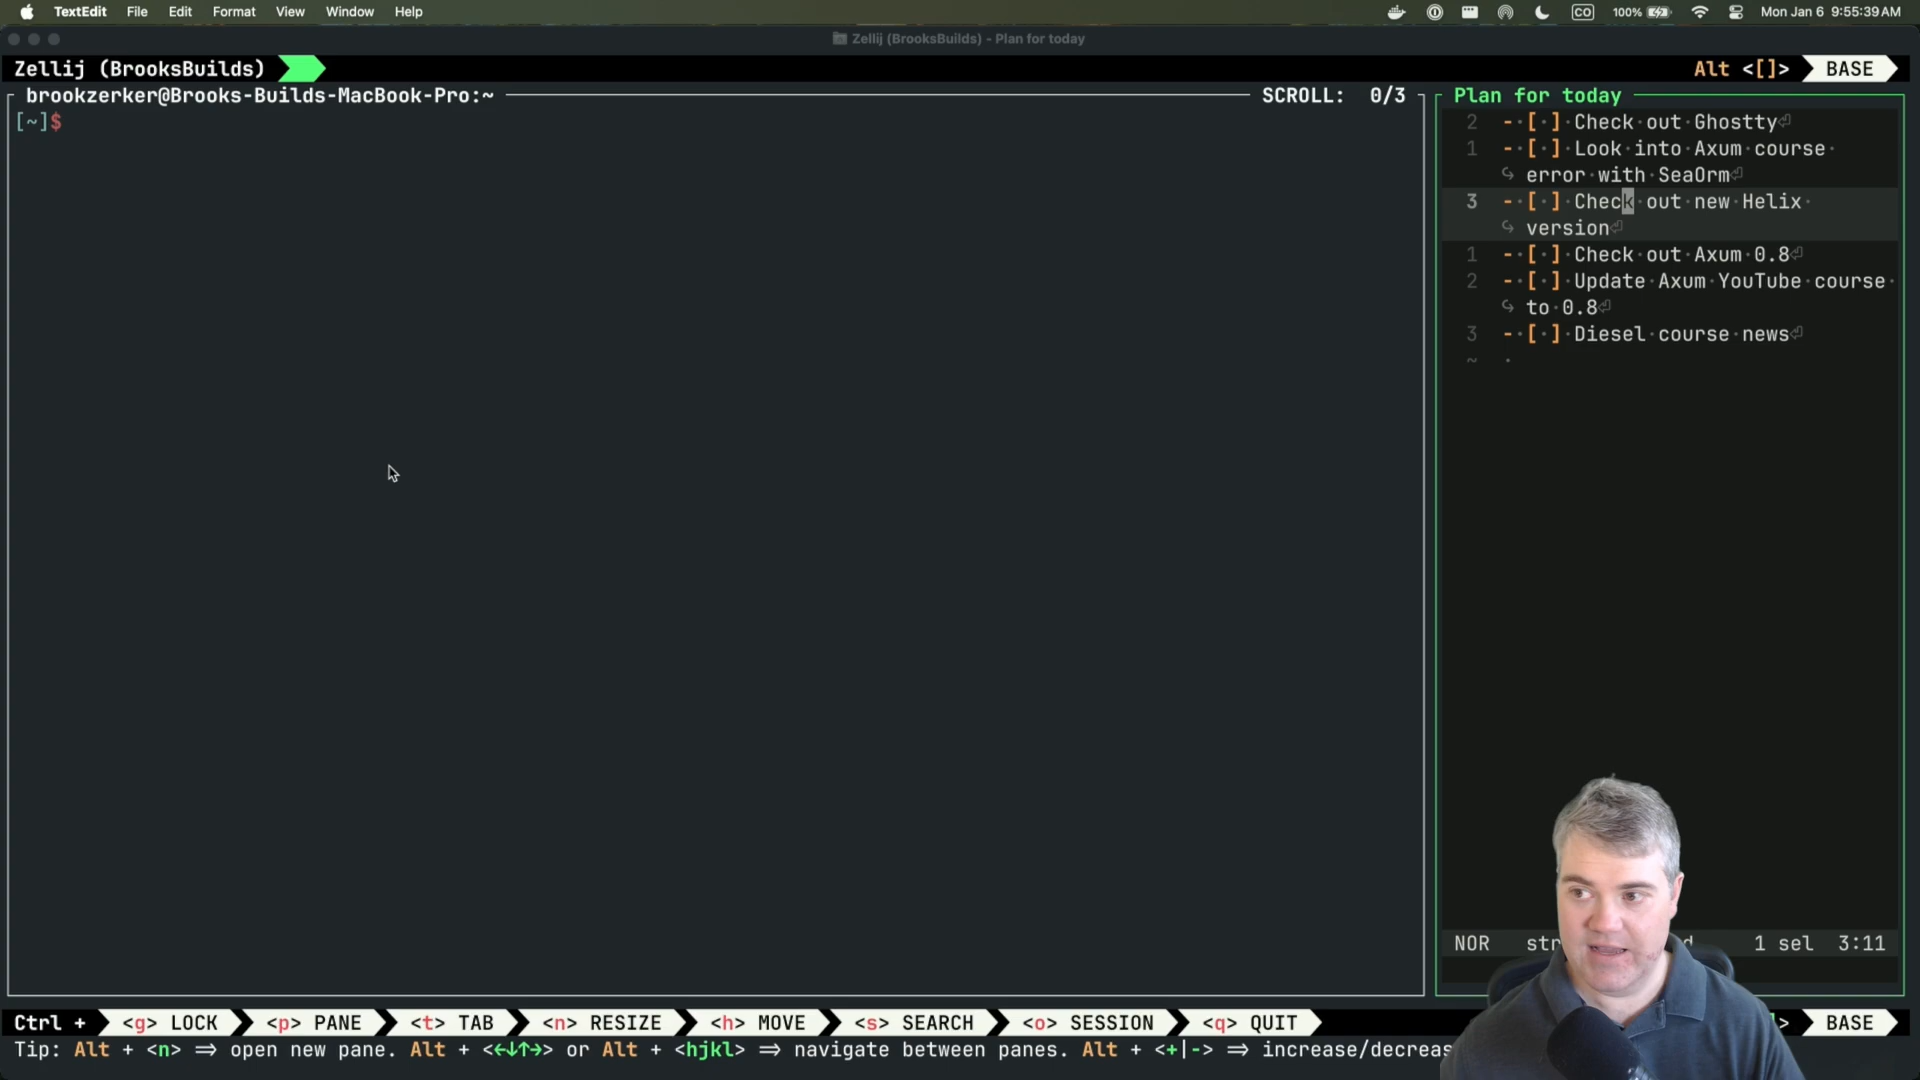 TextEdit File Edit Format View Window Help 100% Mon Jan 6 9:55:39 AM
Zellij (BrooksBuilds) - Plan for today
Zellij (BrooksBuilds) Alt <[]> BASE
brookzerker@Brooks-Builds-MacBook-Pro:~ SCROLL: 0/3
[~]$
Plan for today
2 -·[·]·Check·out·Ghostty⏎
1 -·[·]·Look·into·Axum·course·
↪ error·with·SeaOrm⏎
3 -·[·]·Check·out·new·Helix·
↪ version⏎
1 -·[·]·Check·out·Axum·0.8⏎
2 -·[·]·Update·Axum·YouTube·course·
↪ to·0.8⏎
3 -·[·]·Diesel·course·news⏎
~ ·
NOR 1 sel 3:11
Ctrl + <g> LOCK <p> PANE <t> TAB <n> RESIZE <h> MOVE <s> SEARCH <o> SESSION <q> QUIT > BASE
Tip: Alt + <n> ⇒ open new pane. Alt + <←↓↑→> or Alt + <hjkl> ⇒ navigate between panes. Alt + <+|-> ⇒ increase/decreas